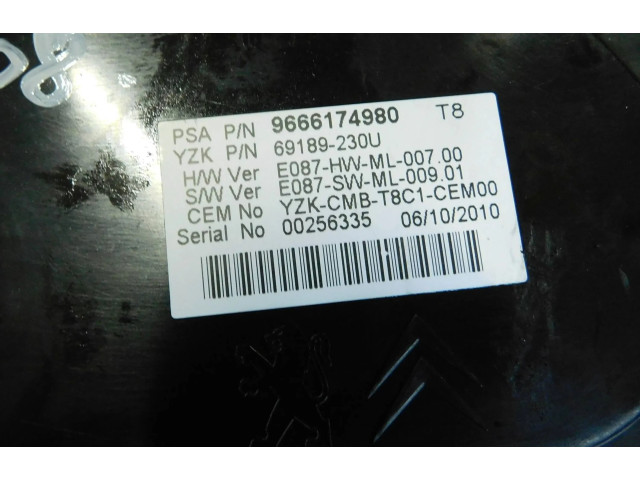 08
PSA P/N 9666174980 T8
YZK P/N 69189-230U
H/W Ver E087-HW-ML-007.00
S/W Ver E087-SW-ML-009.01
CEM No YZK-CMB-T8C1-CEM00
Serial No 00256335 06/10/2010